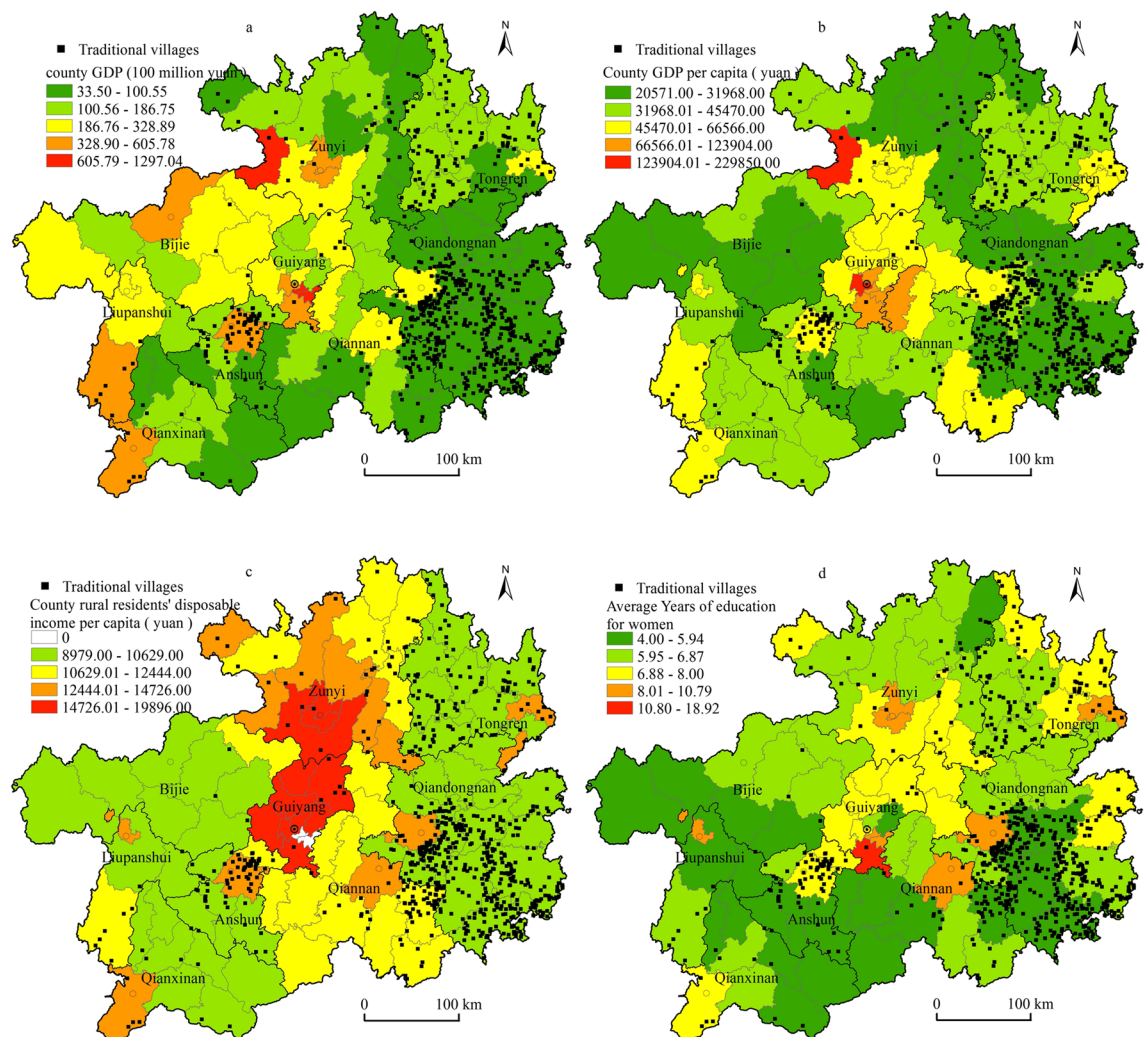 a
N
Traditional villages
county GDP (100 million yuan )
33.50 - 100.55
100.56 - 186.75
186.76 - 328.89
328.90 - 605.78
605.79 - 1297.04
Zunyi
Tongren
Bijie
Qiandongnan
Guiyang
Liupanshui
Qiannan
Anshun
Qianxinan
0
100 km
b
N
Traditional villages
County GDP per capita ( yuan )
20571.00 - 31968.00
31968.01 - 45470.00
45470.01 - 66566.00
66566.01 - 123904.00
123904.01 - 229850.00
Zunyi
Tongren
Bijie
Qiandongnan
Guiyang
Liupanshui
Qiannan
Anshun
Qianxinan
0
100 km
c
N
Traditional villages
County rural residents' disposable
income per capita ( yuan )
0
8979.00 - 10629.00
10629.01 - 12444.00
12444.01 - 14726.00
14726.01 - 19896.00
Zunyi
Tongren
Bijie
Qiandongnan
Guiyang
Liupanshui
Qiannan
Anshun
Qianxinan
0
100 km
d
N
Traditional villages
Average Years of education
for women
4.00 - 5.94
5.95 - 6.87
6.88 - 8.00
8.01 - 10.79
10.80 - 18.92
Zunyi
Tongren
Bijie
Qiandongnan
Guiyang
Liupanshui
Qiannan
Anshun
Qianxinan
0
100 km